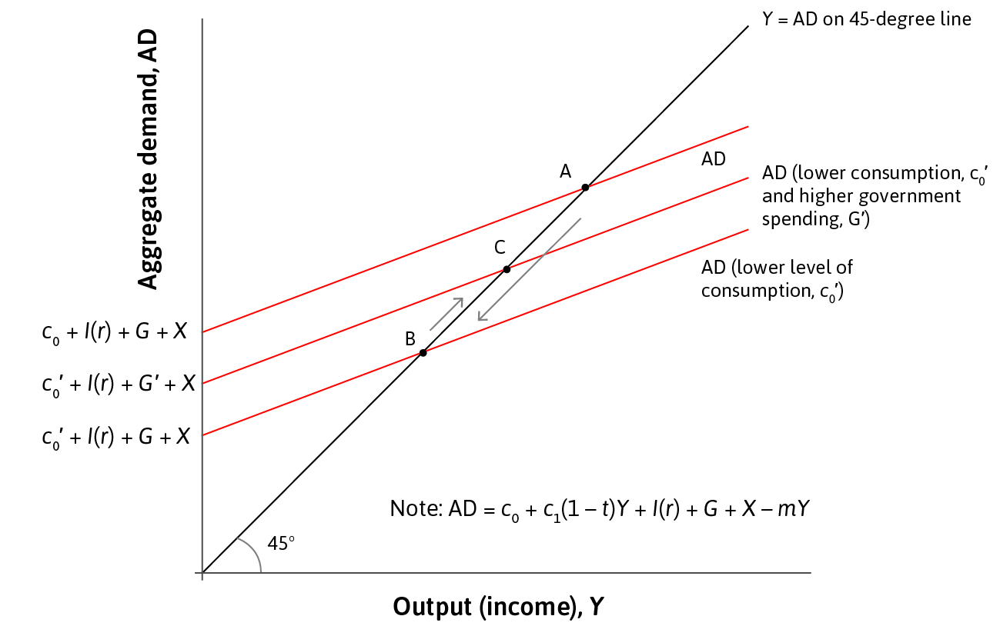 Aggregate demand, AD
Y = AD on 45-degree line
A
AD
AD (lower consumption, c₀′
and higher government
spending, G′)
C
AD (lower level of
consumption, c₀′)
B
c₀ + I(r) + G + X
c₀′ + I(r) + G′ + X
c₀′ + I(r) + G + X
Note: AD = c₀ + c₁(1 – t)Y + I(r) + G + X – mY
45°
Output (income), Y